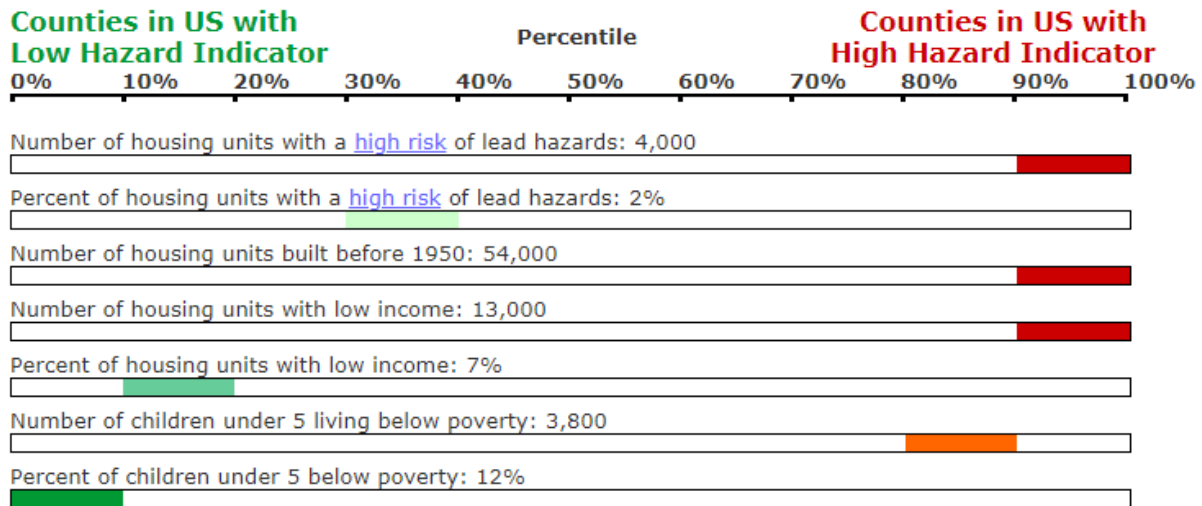 Counties in US with
Low Hazard Indicator
Percentile
Counties in US with
High Hazard Indicator
0% 10% 20% 30% 40% 50% 60% 70% 80% 90% 100%
Number of housing units with a high risk of lead hazards: 4,000
Percent of housing units with a high risk of lead hazards: 2%
Number of housing units built before 1950: 54,000
Number of housing units with low income: 13,000
Percent of housing units with low income: 7%
Number of children under 5 living below poverty: 3,800
Percent of children under 5 below poverty: 12%